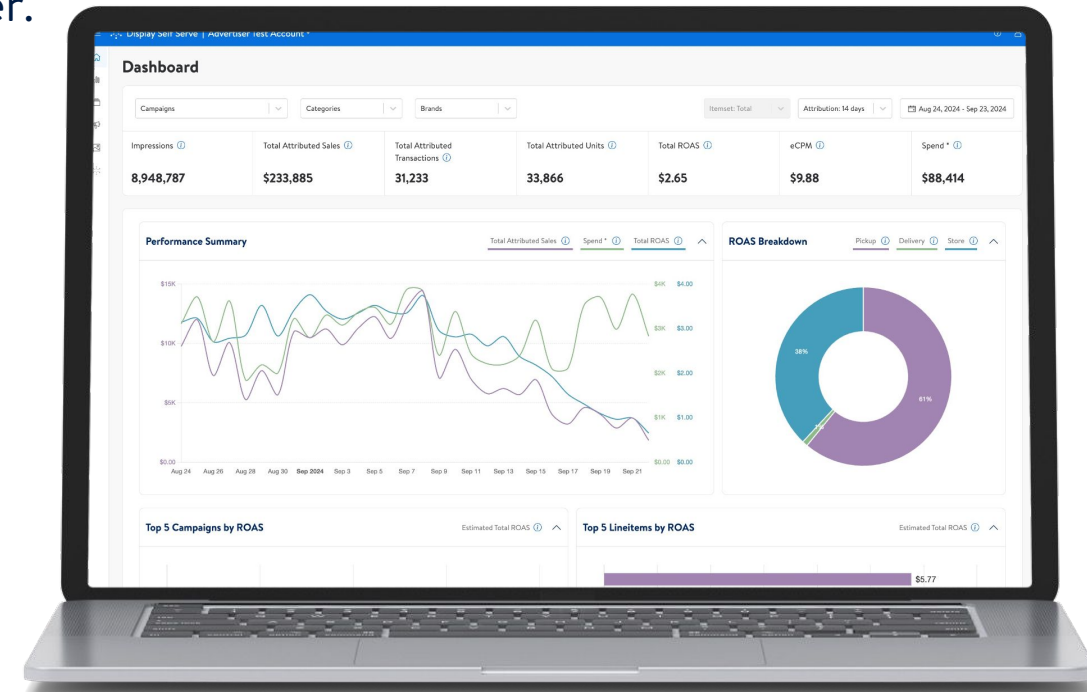 er.
Display Self Serve | Advertiser Test Account *
Dashboard
Campaigns Categories Brands Itemset: Total Attribution: 14 days Aug 24, 2024 - Sep 23, 2024
Impressions Total Attributed Sales Total Attributed Transactions Total Attributed Units Total ROAS eCPM Spend *
8,948,787 $233,885 31,233 33,866 $2.65 $9.88 $88,414
Performance Summary Total Attributed Sales Spend * Total ROAS
$15K $4K $4.00
$10K $3K $3.00
$2K $2.00
$5K
$1K $1.00
$0.00 $0.00 $0.00
Aug 24 Aug 26 Aug 28 Aug 30 Sep 2024 Sep 3 Sep 5 Sep 7 Sep 9 Sep 11 Sep 13 Sep 15 Sep 17 Sep 19 Sep 21
ROAS Breakdown Pickup Delivery Store
38%
61%
1%
Top 5 Campaigns by ROAS Estimated Total ROAS
Top 5 Lineitems by ROAS Estimated Total ROAS
$5.77